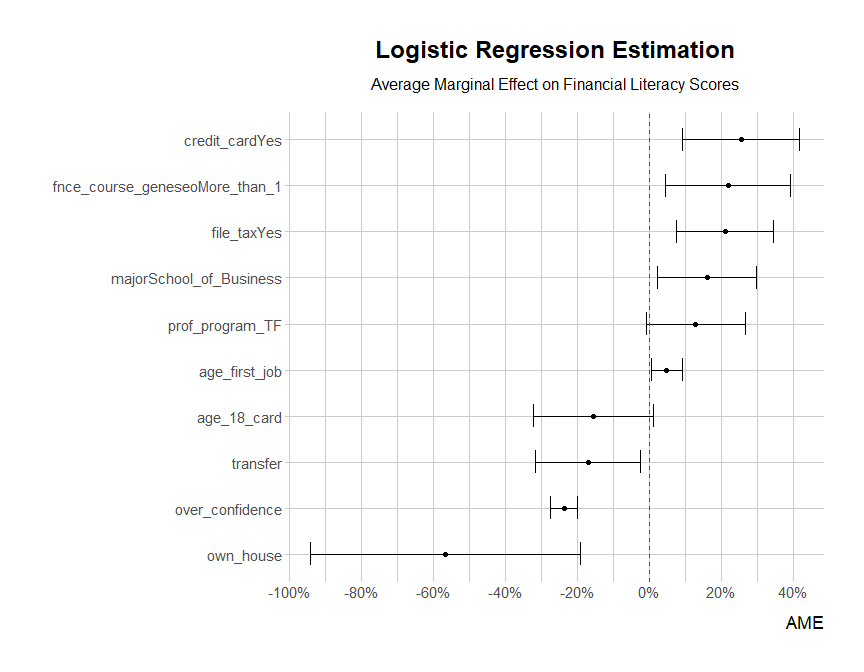 Logistic Regression Estimation
Average Marginal Effect on Financial Literacy Scores
credit_cardYes
fnce_course_geneseoMore_than_1
file_taxYes
majorSchool_of_Business
prof_program_TF
age_first_job
age_18_card
transfer
over_confidence
own_house
-100% -80% -60% -40% -20% 0% 20% 40%
AME